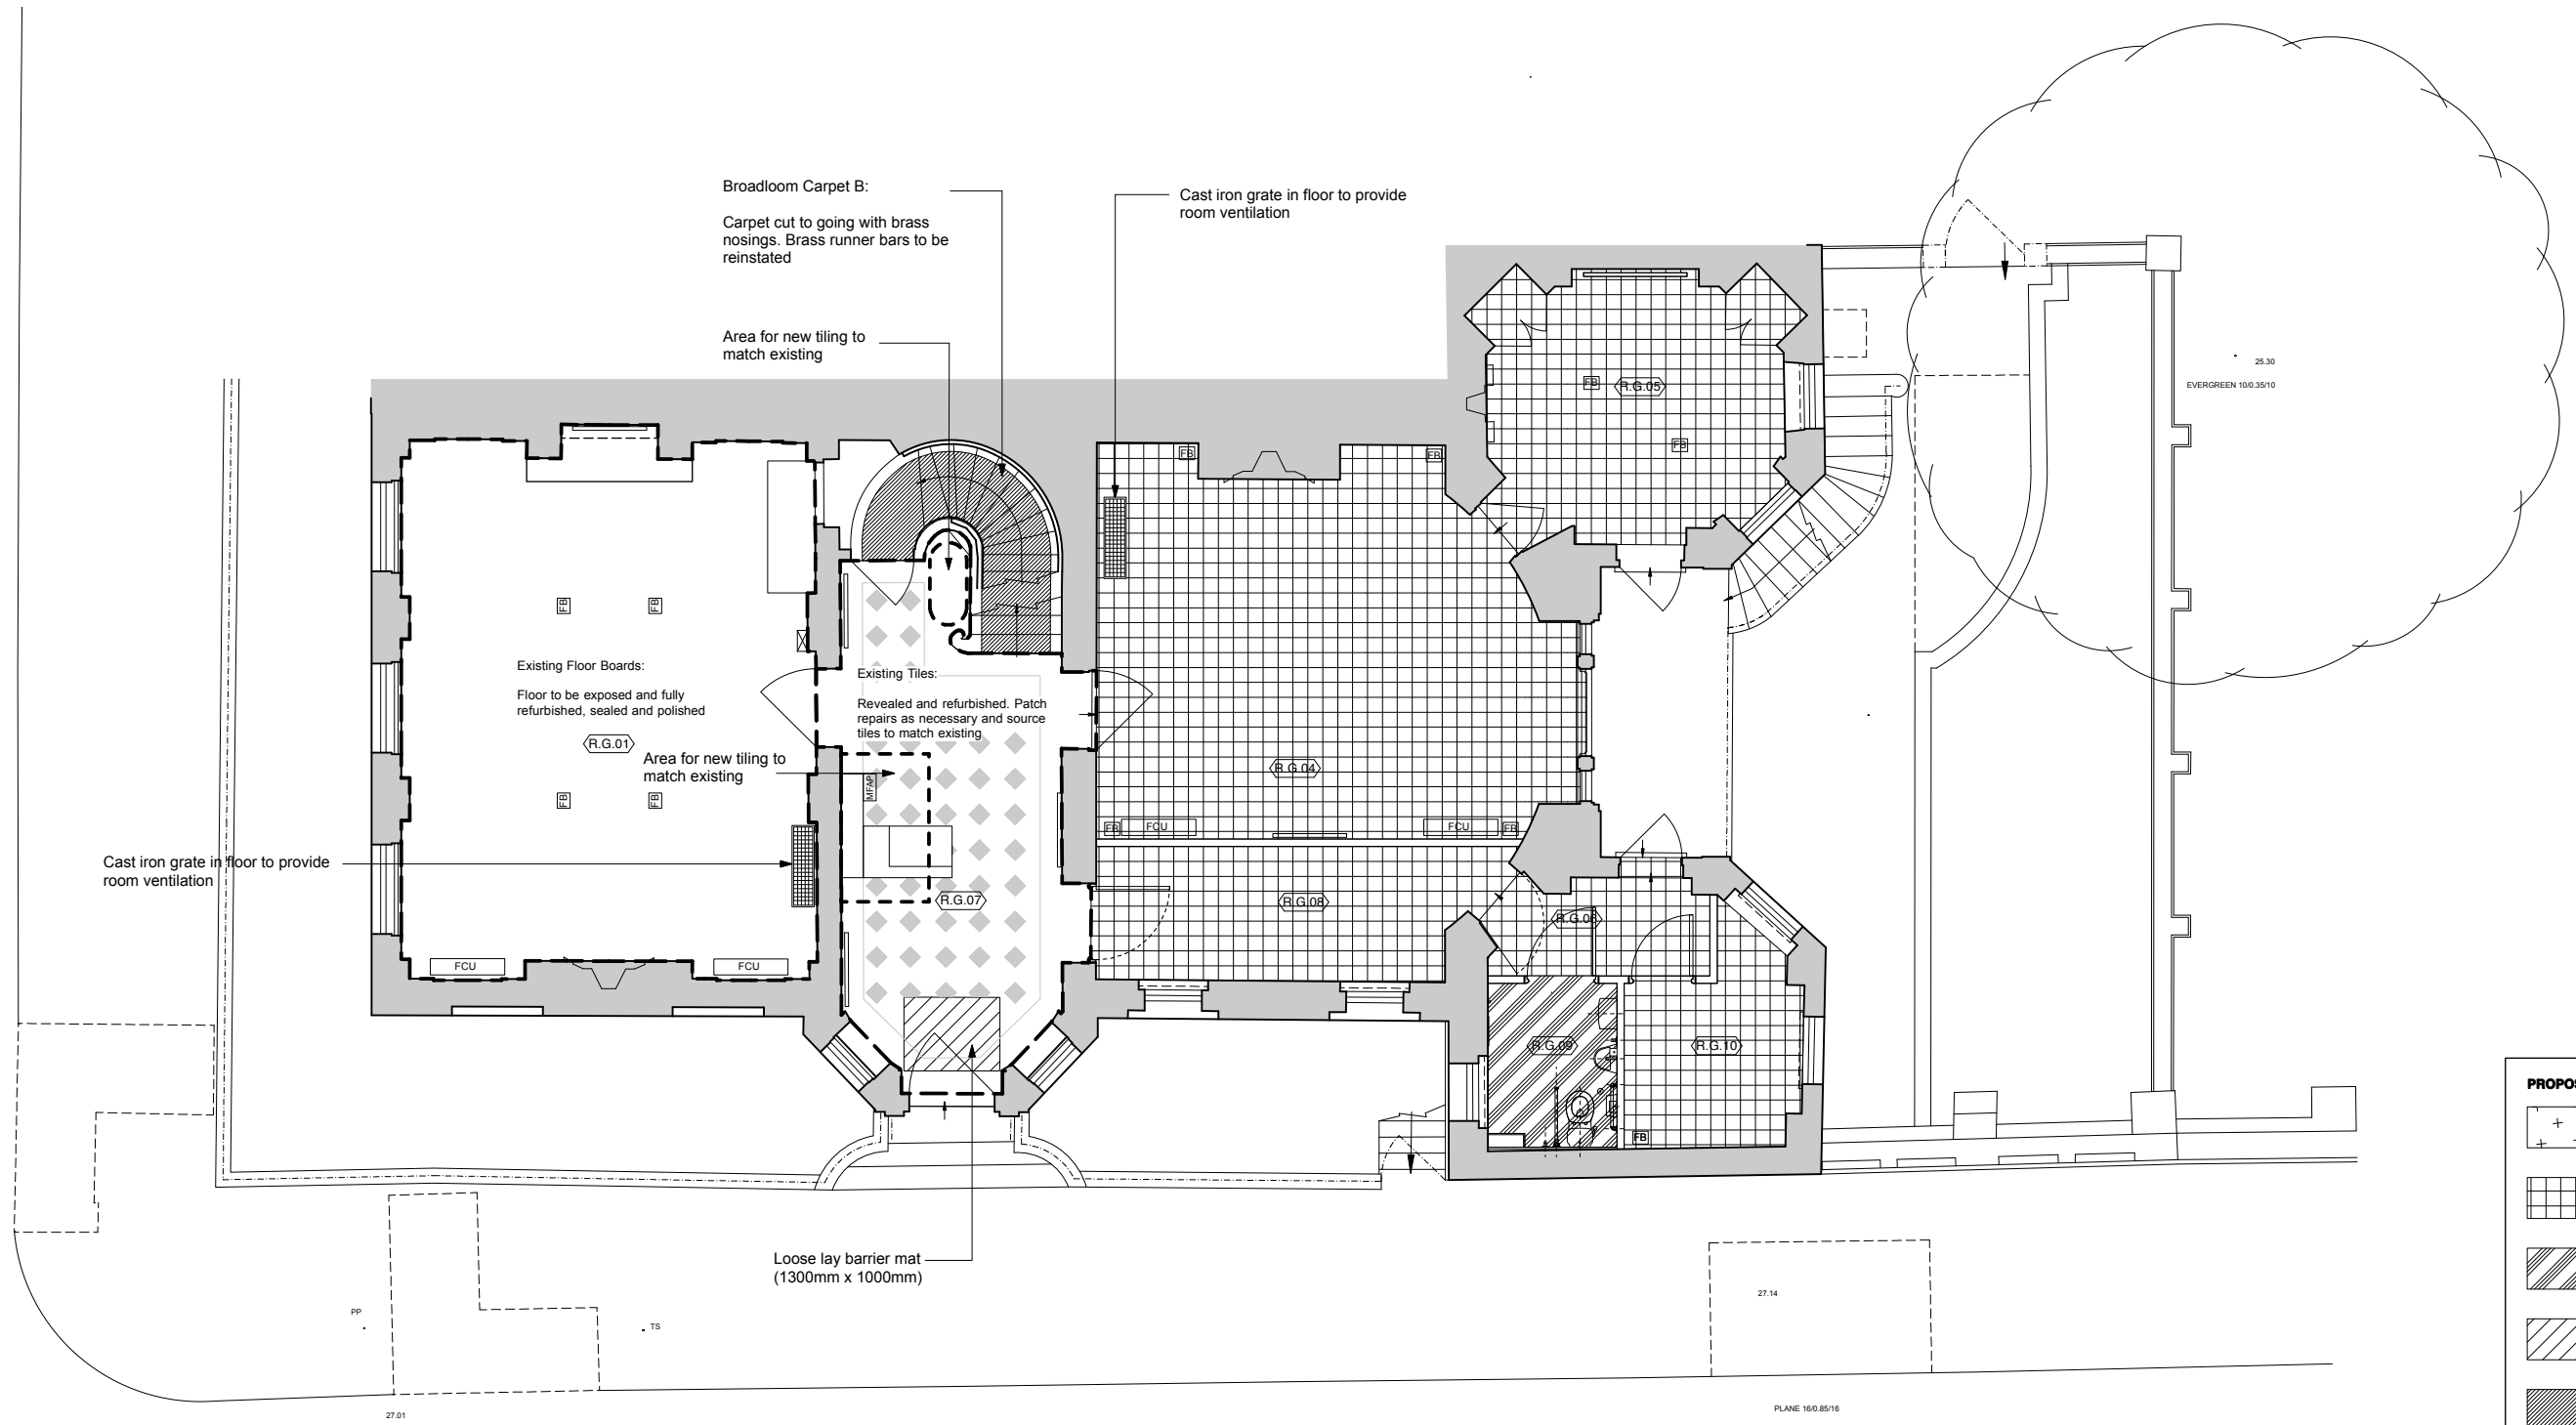 Broadloom Carpet B:
Carpet cut to going with brass
nosings. Brass runner bars to be
reinstated
Cast iron grate in floor to provide
room ventilation
Area for new tiling to
match existing
25.30
EVERGREEN 10/0.35/10
FB
R.G.05
FB
FB
FB
FB
FB
Existing Floor Boards:
Floor to be exposed and fully
refurbished, sealed and polished
R.G.01
Existing Tiles:
Revealed and refurbished. Patch
repairs as necessary and source
tiles to match existing
Area for new tiling to
match existing
MFAP
R.G.04
FB
FB
FB
FCU
FCU
FB
Cast iron grate in floor to provide
room ventilation
R.G.07
R.G.08
R.G.06
FCU
FCU
R.G.09
R.G.10
FB
PROPOS
Loose lay barrier mat
(1300mm x 1000mm)
27.14
PP
TS
27.01
PLANE 16/0.85/16